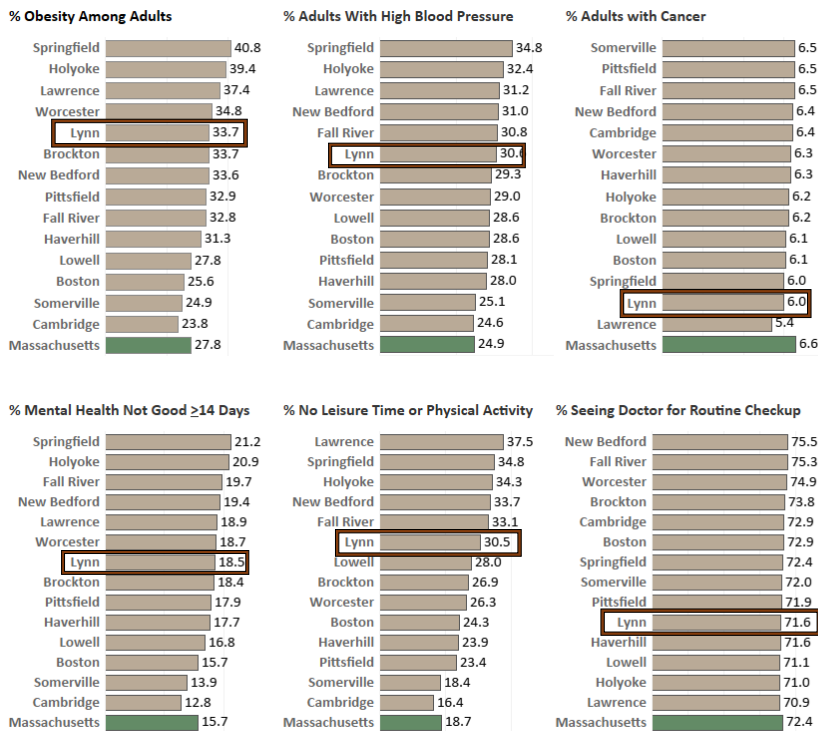 % Obesity Among Adults
Springfield 40.8
Holyoke 39.4
Lawrence 37.4
Worcester 34.8
Lynn 33.7
Brockton 33.7
New Bedford 33.6
Pittsfield 32.9
Fall River 32.8
Haverhill 31.3
Lowell 27.8
Boston 25.6
Somerville 24.9
Cambridge 23.8
Massachusetts 27.8
% Adults With High Blood Pressure
Springfield 34.8
Holyoke 32.4
Lawrence 31.2
New Bedford 31.0
Fall River 30.8
Lynn 30.6
Brockton 29.3
Worcester 29.0
Lowell 28.6
Boston 28.6
Pittsfield 28.1
Haverhill 28.0
Somerville 25.1
Cambridge 24.6
Massachusetts 24.9
% Adults with Cancer
Somerville 6.5
Pittsfield 6.5
Fall River 6.5
New Bedford 6.4
Cambridge 6.4
Worcester 6.3
Haverhill 6.3
Holyoke 6.2
Brockton 6.2
Lowell 6.1
Boston 6.1
Springfield 6.0
Lynn 6.0
Lawrence 5.4
Massachusetts 6.6
% Mental Health Not Good ≥14 Days
Springfield 21.2
Holyoke 20.9
Fall River 19.7
New Bedford 19.4
Lawrence 18.9
Worcester 18.7
Lynn 18.5
Brockton 18.4
Pittsfield 17.9
Haverhill 17.7
Lowell 16.8
Boston 15.7
Somerville 13.9
Cambridge 12.8
Massachusetts 15.7
% No Leisure Time or Physical Activity
Lawrence 37.5
Springfield 34.8
Holyoke 34.3
New Bedford 33.7
Fall River 33.1
Lynn 30.5
Lowell 28.0
Brockton 26.9
Worcester 26.3
Boston 24.3
Haverhill 23.9
Pittsfield 23.4
Somerville 18.4
Cambridge 16.4
Massachusetts 18.7
% Seeing Doctor for Routine Checkup
New Bedford 75.5
Fall River 75.3
Worcester 74.9
Brockton 73.8
Cambridge 72.9
Boston 72.9
Springfield 72.4
Somerville 72.0
Pittsfield 71.9
Lynn 71.6
Haverhill 71.6
Lowell 71.1
Holyoke 71.0
Lawrence 70.9
Massachusetts 72.4